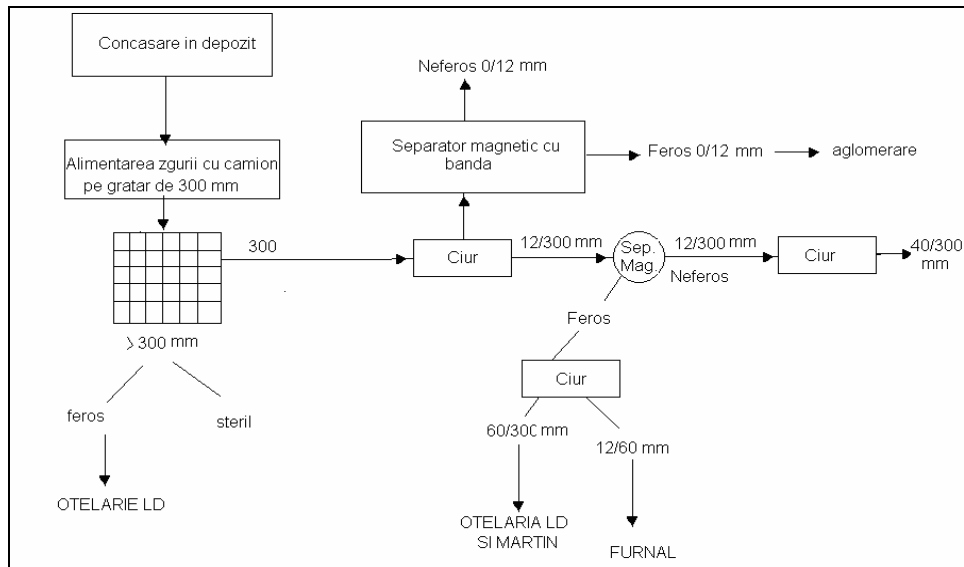 Concasare in depozit
Neferos 0/12 mm
Alimentarea zgurii cu camion
pe gratar de 300 mm
Separator magnetic cu
banda
Feros 0/12 mm
aglomerare
300
Ciur
12/300 mm
Sep.
Mag.
12/300 mm
Neferos
Ciur
40/300
mm
> 300 mm
Feros
Ciur
feros
steril
60/300 mm
12/60 mm
OTELARIE LD
OTELARIA LD
SI MARTIN
FURNAL